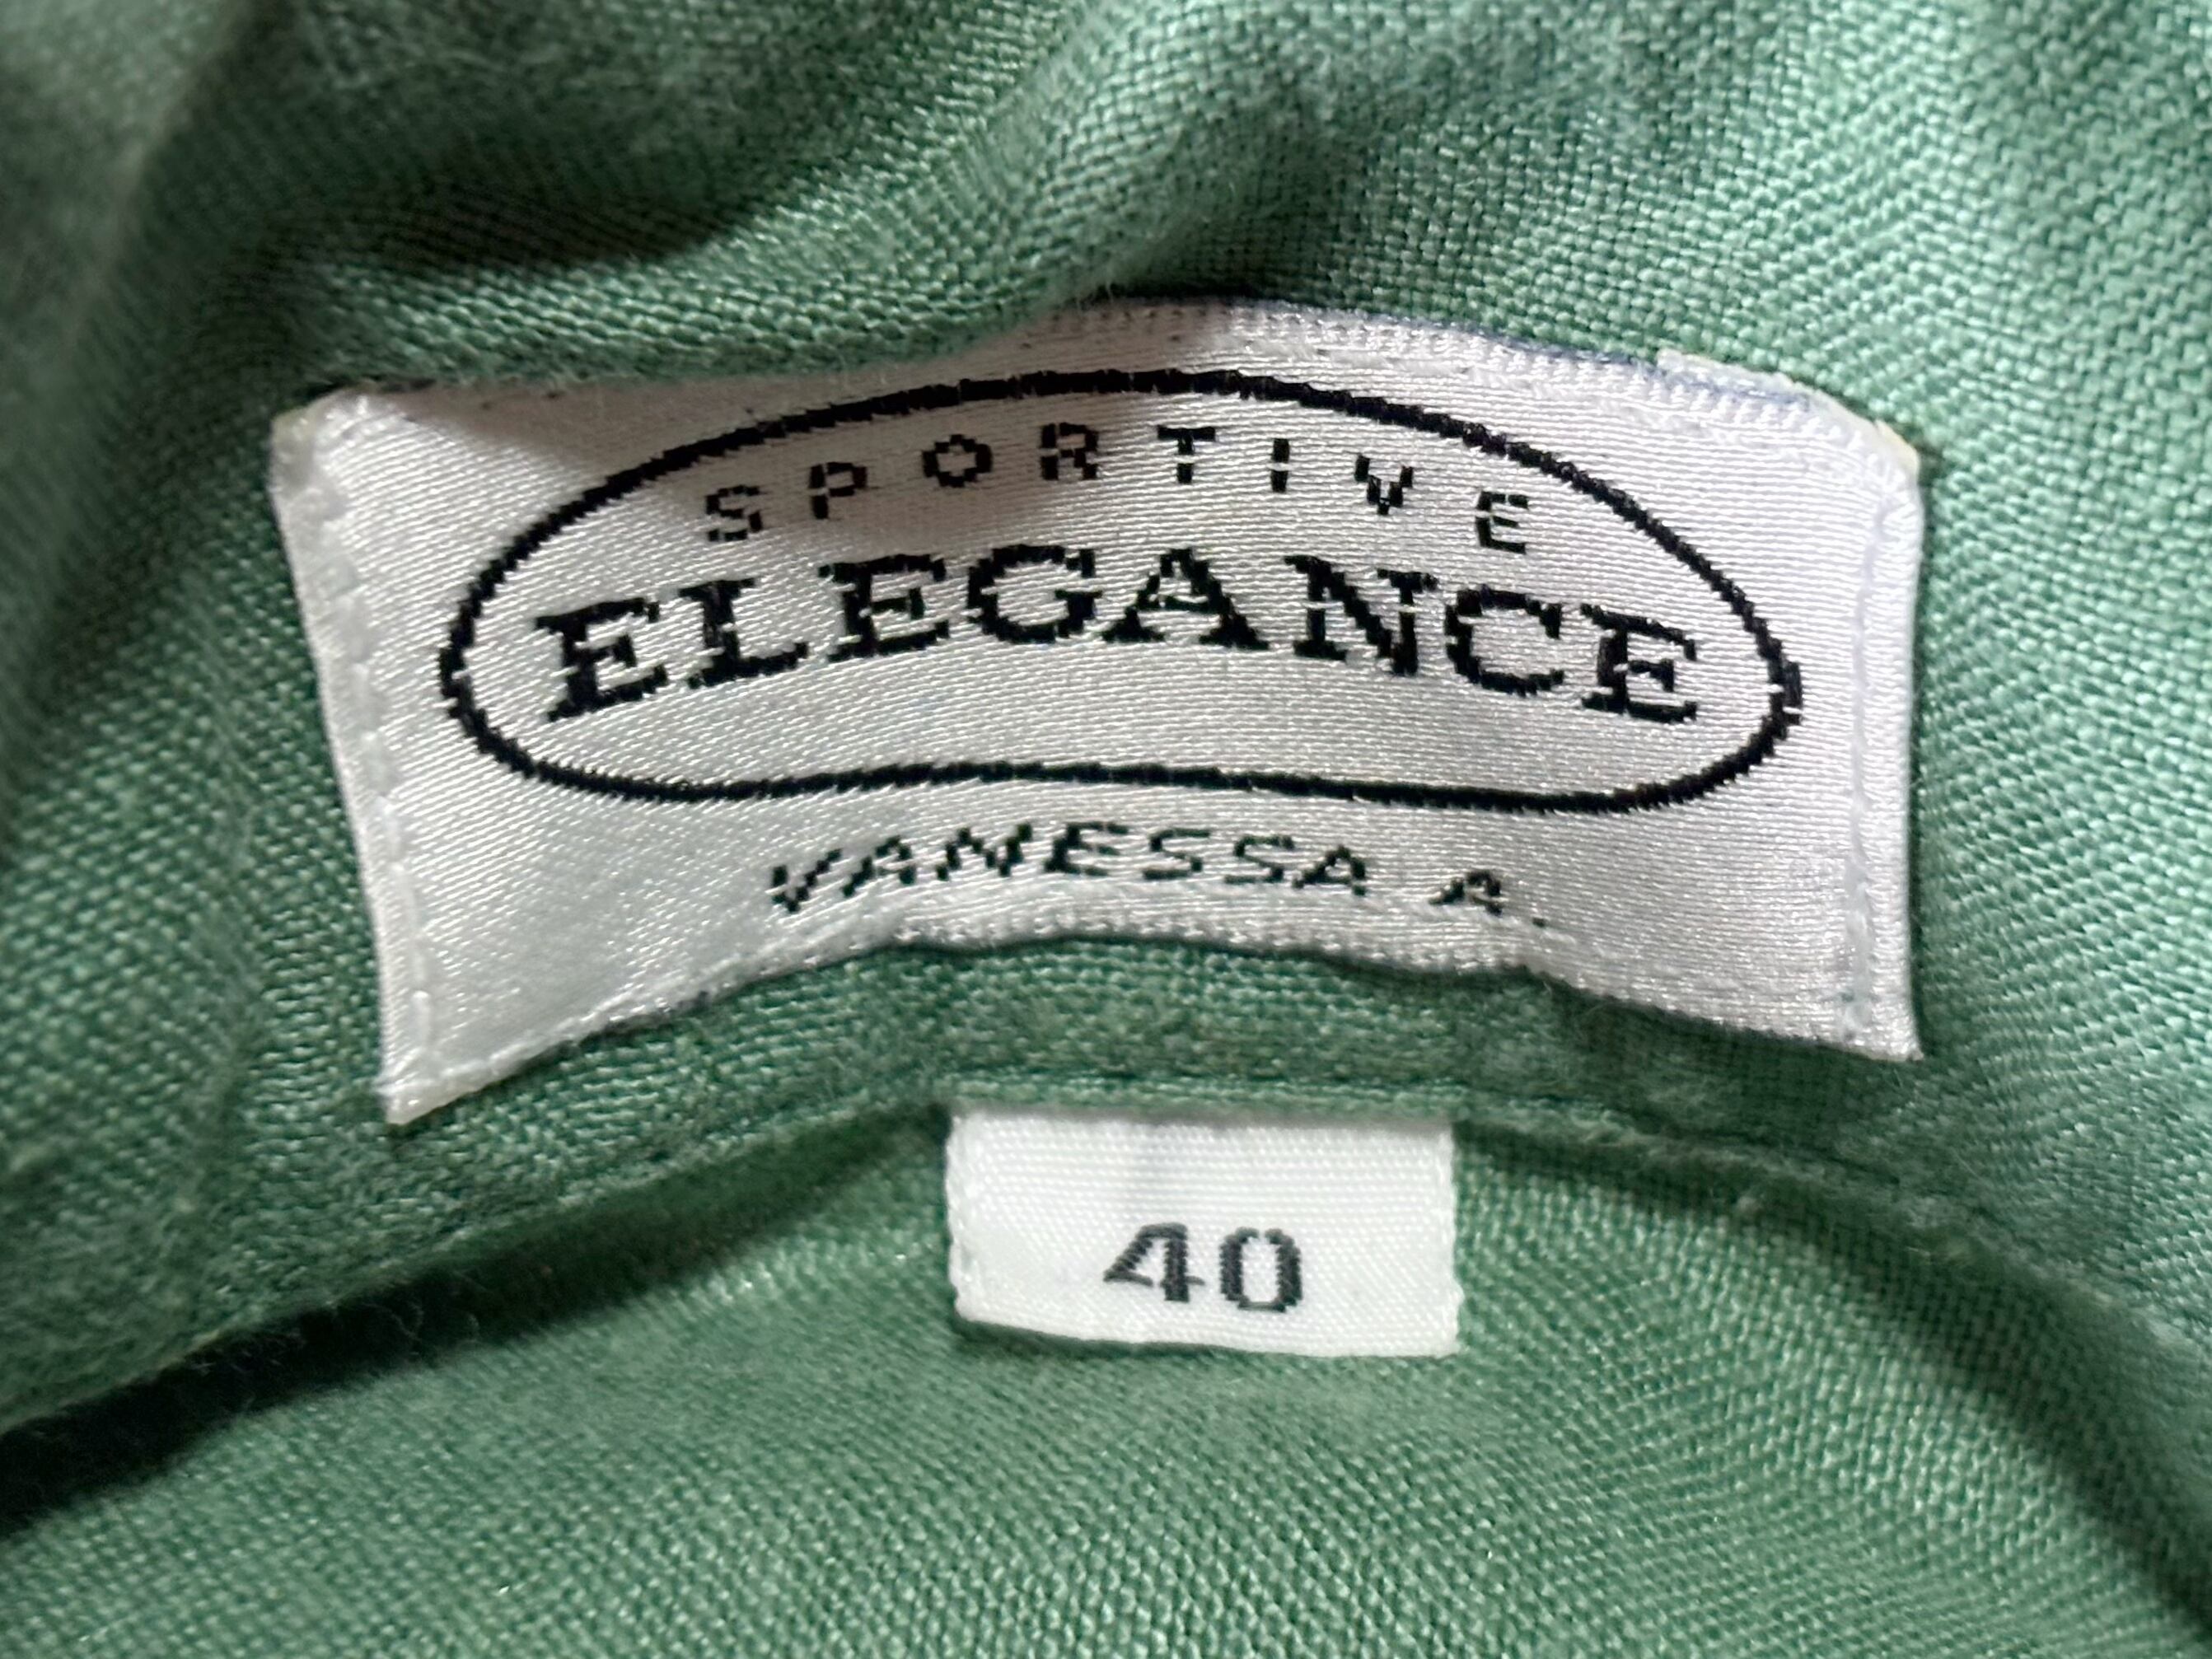 SPORTIVE
ELEGANCE
VANESSA A.
40